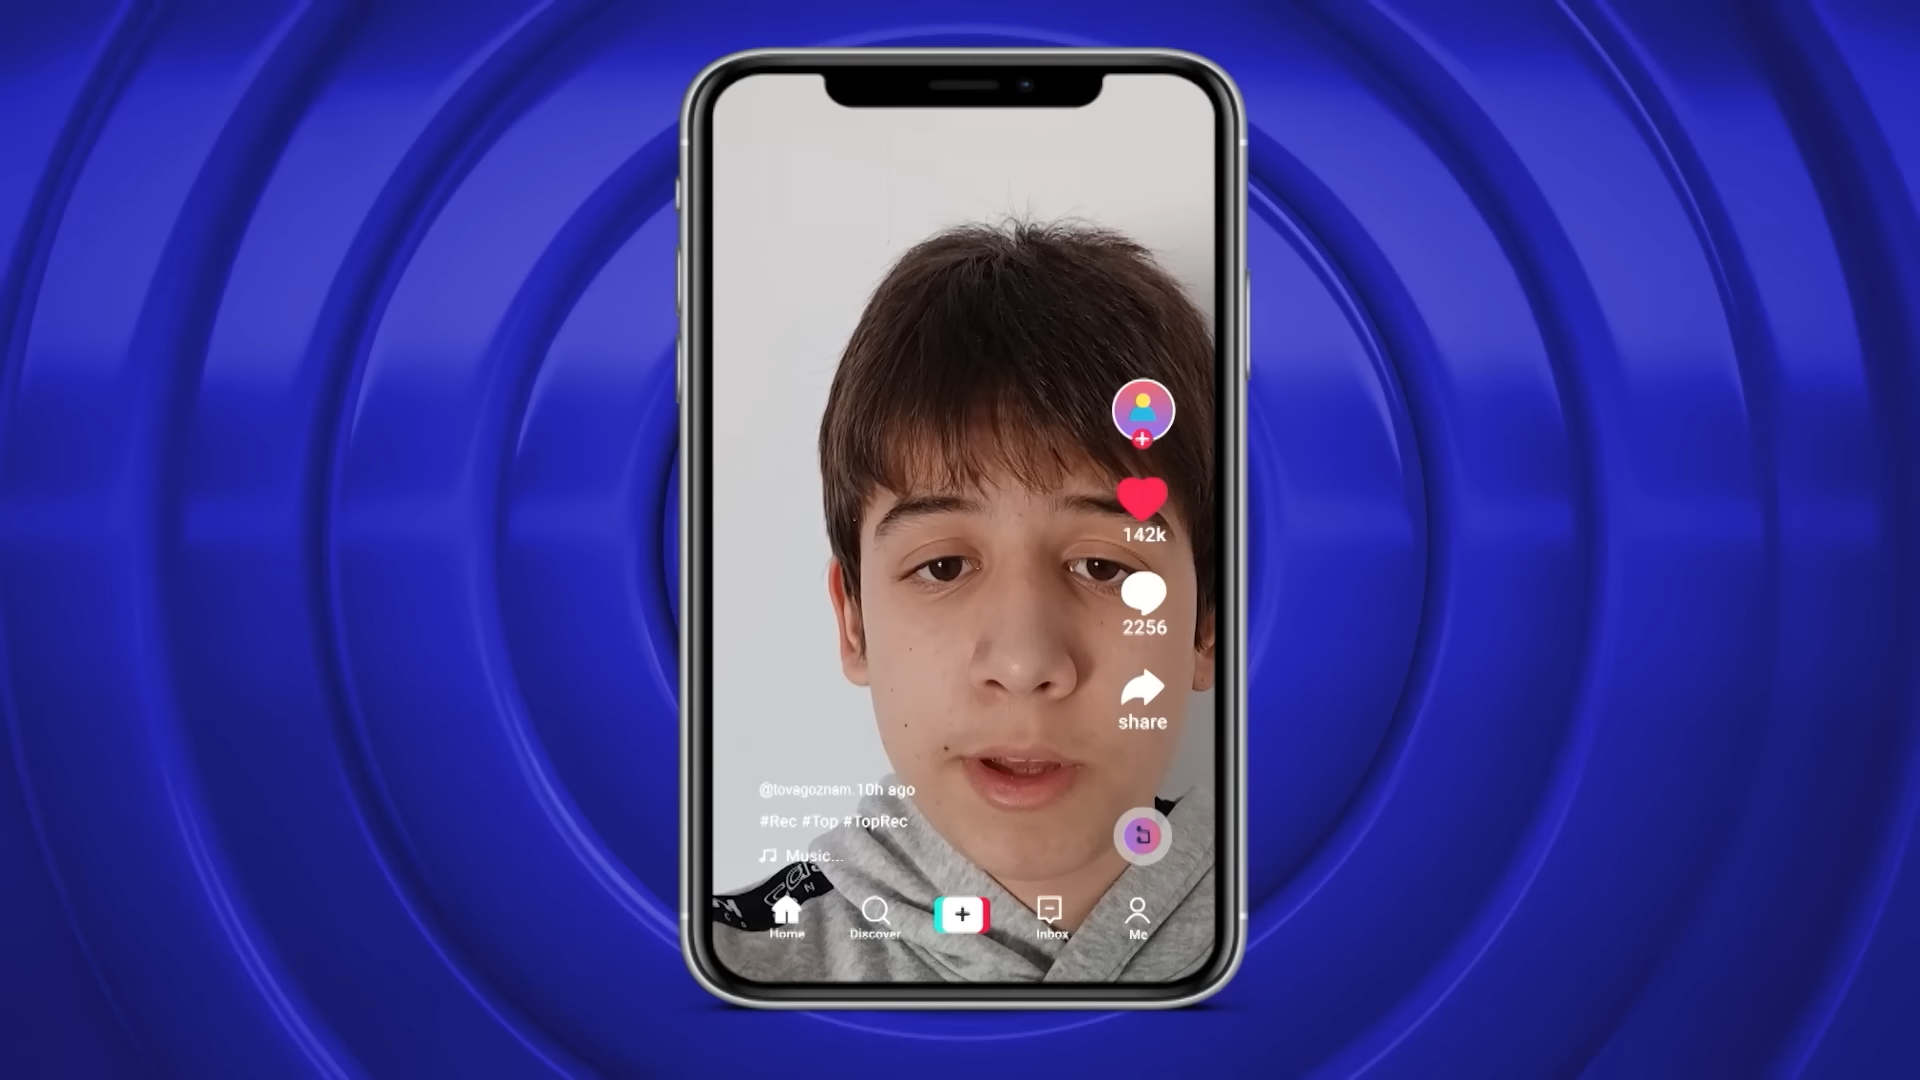 142k
2256
share
@tovagoznam. 10h ago
#Rec #Top #TopRec
Music...
Home
Discover
Inbox
Me